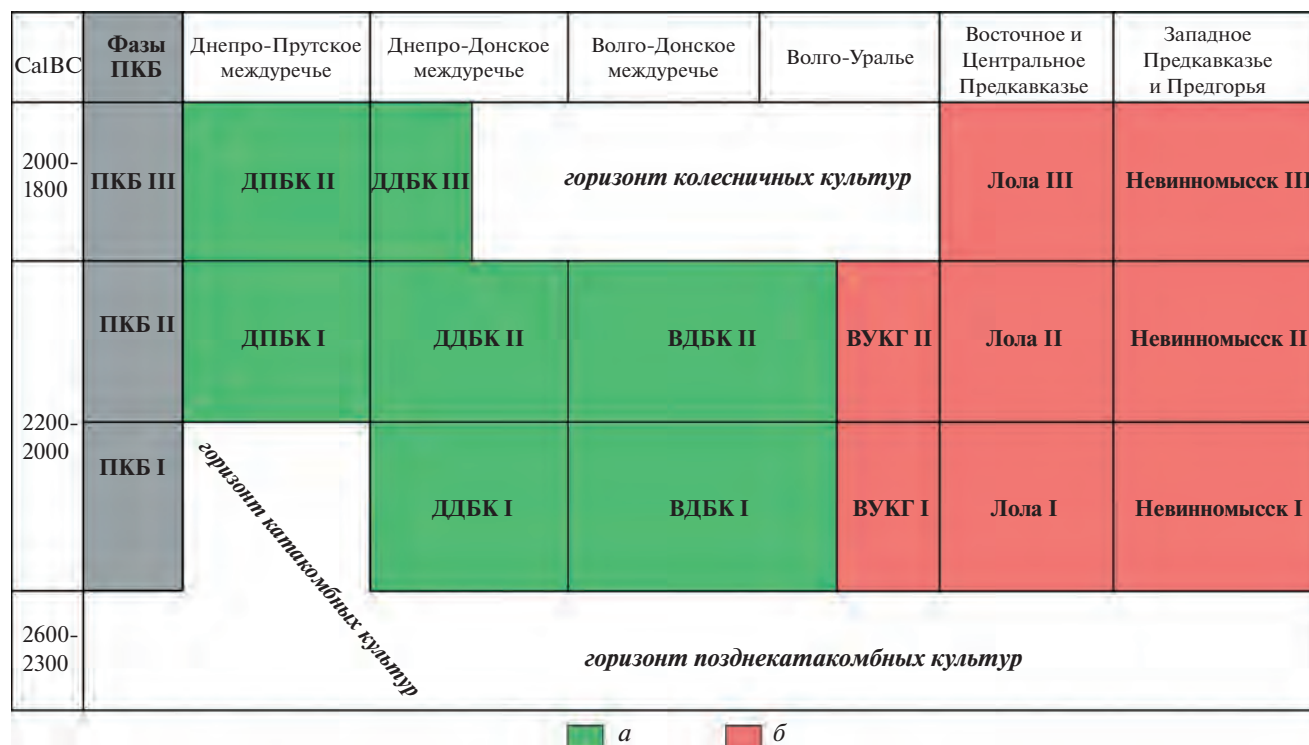 CalBC
Фазы
ПКБ
Днепро-Прутское
междуречье
Днепро-Донское
междуречье
Волго-Донское
междуречье
Волго-Уралье
Восточное и
Центральное
Предкавказье
Западное
Предкавказье
и Предгорья
2000-
1800
ПКБ III
ДПБК II
ДДБК III
горизонт колесничных культур
Лола III
Невинномысск III
2200-
2000
ПКБ II
ДПБК I
ДДБК II
ВДБК II
ВУКГ II
Лола II
Невинномысск II
ПКБ I
горизонт катакомбных культур
ДДБК I
ВДБК I
ВУКГ I
Лола I
Невинномысск I
2600-
2300
горизонт позднекатакомбных культур
а
б